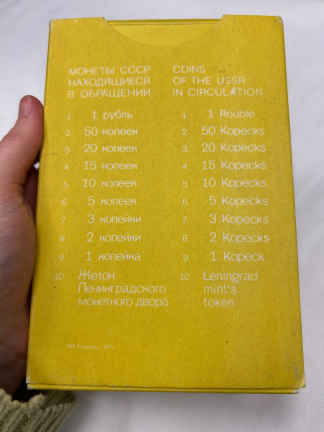 МОНЕТЫ СССР
НАХОДЯЩИЕСЯ
В ОБРАЩЕНИИ
1 1 рубль
2 50 копеек
3 20 копеек
4 15 копеек
5 10 копеек
6 5 копеек
7 3 копейки
8 2 копейки
9 1 копейка
10 Жетон
Ленинградского
монетного двора
COINS
OF THE USSR
IN CIRCULATION
1 1 Rouble
2 50 Kopecks
3 20 Kopecks
4 15 Kopecks
5 10 Kopecks
6 5 Kopecks
7 3 Kopecks
8 2 Kopecks
9 1 Kopeck
10 Leningrad
mint's
token